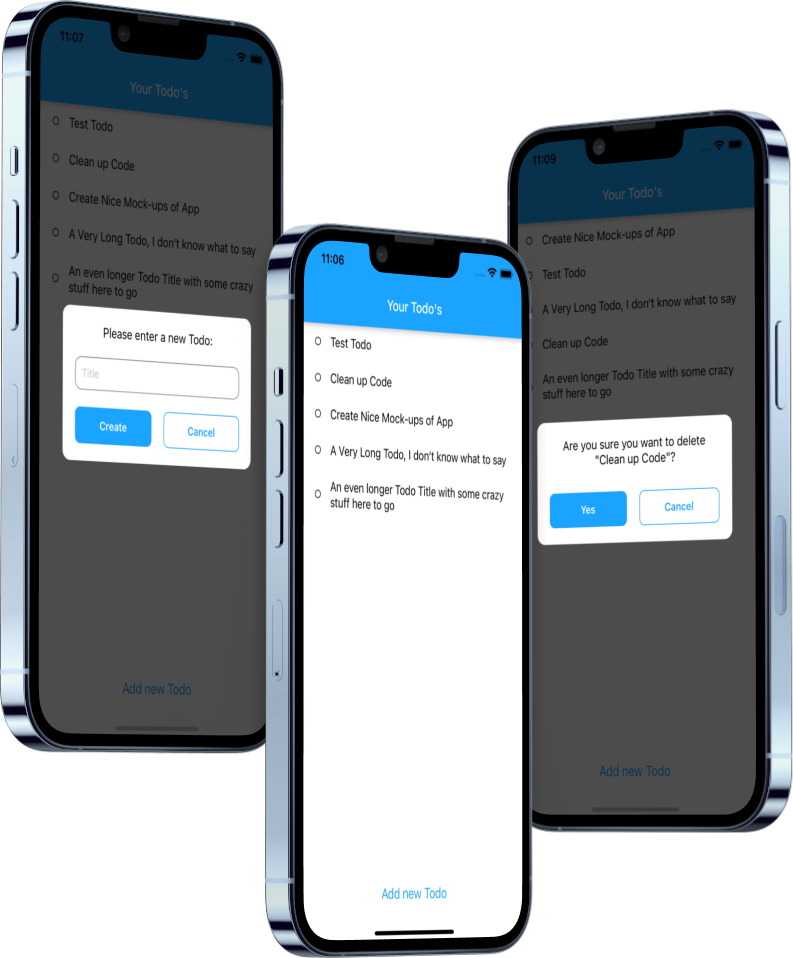 11:07
Your Todo's
Test Todo
Clean up Code
Create Nice Mock-ups of App
A Very Long Todo, I don't know what to say
An even longer Todo Title with some crazy
stuff here to go
Please enter a new Todo:
Title
Create
Cancel
Add new Todo
11:06
Your Todo's
Test Todo
Clean up Code
Create Nice Mock-ups of App
A Very Long Todo, I don't know what to say
An even longer Todo Title with some crazy
stuff here to go
Add new Todo
11:09
Your Todo's
Create Nice Mock-ups of App
Test Todo
A Very Long Todo, I don't know what to say
Clean up Code
An even longer Todo Title with some crazy
stuff here to go
Are you sure you want to delete
"Clean up Code"?
Yes
Cancel
Add new Todo